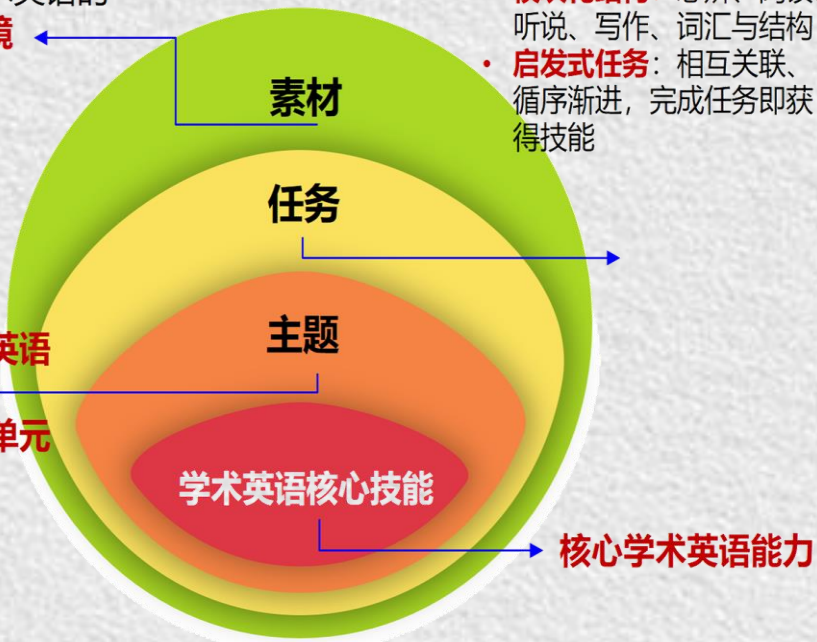 英语的
境
听说、写作、词汇与结构
• 启发式任务：相互关联、
循序渐进，完成任务即获
得技能
素材
任务
主题
英语
单元
学术英语核心技能
核心学术英语能力